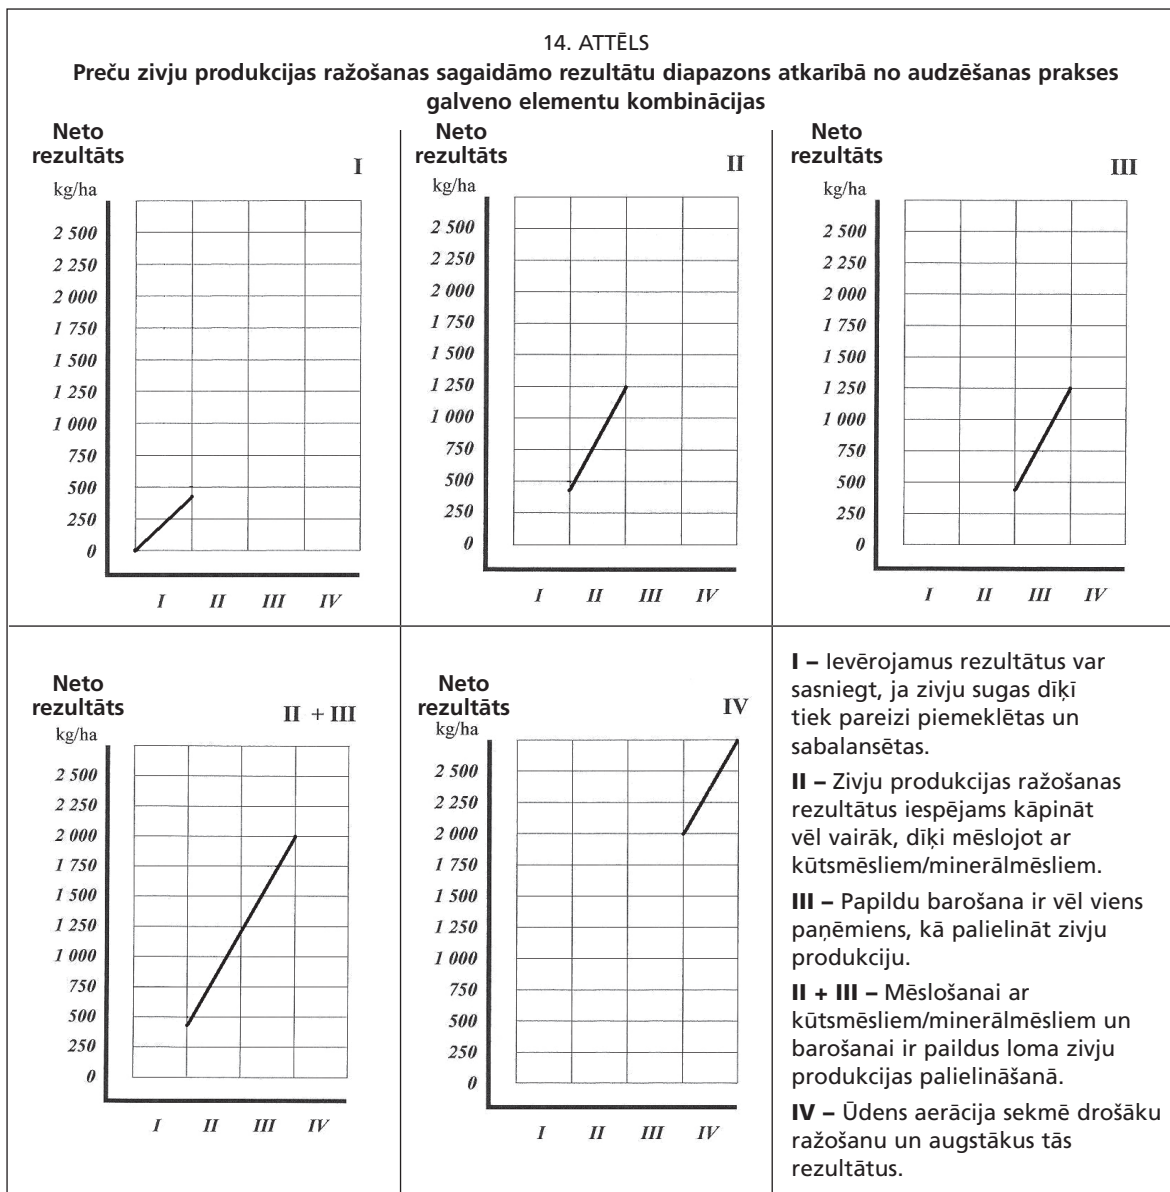 14. ATTĒLS
Preču zivju produkcijas ražošanas sagaidāmo rezultātu diapazons atkarībā no audzēšanas prakses
galveno elementu kombinācijas
Neto
rezultāts
I
kg/ha
2 500
2 250
2 000
1 750
1 500
1 250
1 000
750
500
250
0
I II III IV
Neto
rezultāts
II
kg/ha
2 500
2 250
2 000
1 750
1 500
1 250
1 000
750
500
250
0
I II III IV
Neto
rezultāts
III
kg/ha
2 500
2 250
2 000
1 750
1 500
1 250
1 000
750
500
250
0
I II III IV
Neto
rezultāts
II + III
kg/ha
2 500
2 250
2 000
1 750
1 500
1 250
1 000
750
500
250
0
I II III IV
Neto
rezultāts
IV
kg/ha
2 500
2 250
2 000
1 750
1 500
1 250
1 000
750
500
250
0
I II III IV
I – Ievērojamus rezultātus var
sasniegt, ja zivju sugas dīķī
tiek pareizi piemeklētas un
sabalansētas.
II – Zivju produkcijas ražošanas
rezultātus iespējams kāpināt
vēl vairāk, dīķi mēslojot ar
kūtsmēsliem/minerālmēsliem.
III – Papildu barošana ir vēl viens
paņēmiens, kā palielināt zivju
produkciju.
II + III – Mēslošanai ar
kūtsmēsliem/minerālmēsliem un
barošanai ir paildus loma zivju
produkcijas palielināšanā.
IV – Ūdens aerācija sekmē drošāku
ražošanu un augstākus tās
rezultātus.